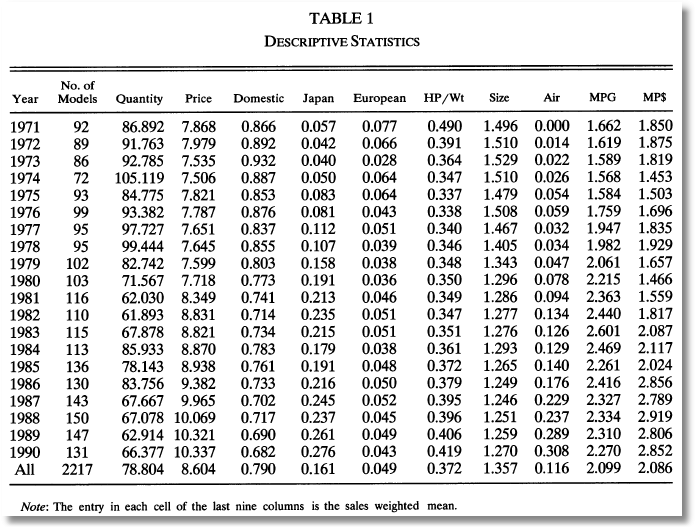 TABLE 1
DESCRIPTIVE STATISTICS
Year No. of Models Quantity Price Domestic Japan European HP/Wt Size Air MPG MP$
1971 92 86.892 7.868 0.866 0.057 0.077 0.490 1.496 0.000 1.662 1.850
1972 89 91.763 7.979 0.892 0.042 0.066 0.391 1.510 0.014 1.619 1.875
1973 86 92.785 7.535 0.932 0.040 0.028 0.364 1.529 0.022 1.589 1.819
1974 72 105.119 7.506 0.887 0.050 0.064 0.347 1.510 0.026 1.568 1.453
1975 93 84.775 7.821 0.853 0.083 0.064 0.337 1.479 0.054 1.584 1.503
1976 99 93.382 7.787 0.876 0.081 0.043 0.338 1.508 0.059 1.759 1.696
1977 95 97.727 7.651 0.837 0.112 0.051 0.340 1.467 0.032 1.947 1.835
1978 95 99.444 7.645 0.855 0.107 0.039 0.346 1.405 0.034 1.982 1.929
1979 102 82.742 7.599 0.803 0.158 0.038 0.348 1.343 0.047 2.061 1.657
1980 103 71.567 7.718 0.773 0.191 0.036 0.350 1.296 0.078 2.215 1.466
1981 116 62.030 8.349 0.741 0.213 0.046 0.349 1.286 0.094 2.363 1.559
1982 110 61.893 8.831 0.714 0.235 0.051 0.347 1.277 0.134 2.440 1.817
1983 115 67.878 8.821 0.734 0.215 0.051 0.351 1.276 0.126 2.601 2.087
1984 113 85.933 8.870 0.783 0.179 0.038 0.361 1.293 0.129 2.469 2.117
1985 136 78.143 8.938 0.761 0.191 0.048 0.372 1.265 0.140 2.261 2.024
1986 130 83.756 9.382 0.733 0.216 0.050 0.379 1.249 0.176 2.416 2.856
1987 143 67.667 9.965 0.702 0.245 0.052 0.395 1.246 0.229 2.327 2.789
1988 150 67.078 10.069 0.717 0.237 0.045 0.396 1.251 0.237 2.334 2.919
1989 147 62.914 10.321 0.690 0.261 0.049 0.406 1.259 0.289 2.310 2.806
1990 131 66.377 10.337 0.682 0.276 0.043 0.419 1.270 0.308 2.270 2.852
All 2217 78.804 8.604 0.790 0.161 0.049 0.372 1.357 0.116 2.099 2.086
Note: The entry in each cell of the last nine columns is the sales weighted mean.